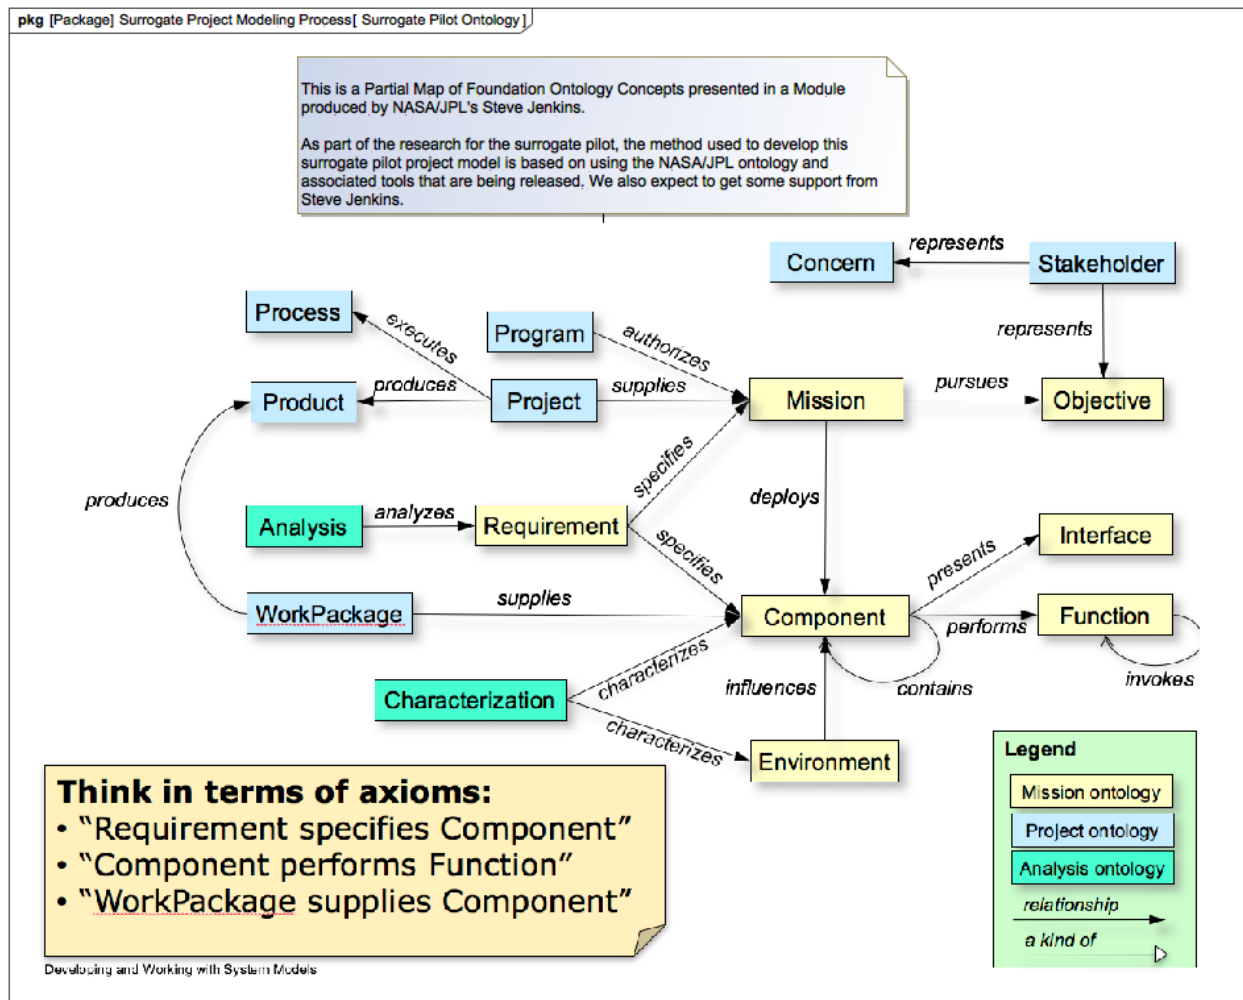 pkg [Package] Surrogate Project Modeling Process[ Surrogate Pilot Ontology ]
This is a Partial Map of Foundation Ontology Concepts presented in a Module
produced by NASA/JPL's Steve Jenkins.
As part of the research for the surrogate pilot, the method used to develop this
surrogate pilot project model is based on using the NASA/JPL ontology and
associated tools that are being released. We also expect to get some support from
Steve Jenkins.
Concern
represents
Stakeholder
represents
Process
executes
Program
authorizes
Product
produces
Project
supplies
Mission
pursues
Objective
produces
specifies
deploys
Analysis
analyzes
Requirement
specifies
Interface
presents
WorkPackage
supplies
Component
performs
Function
characterizes
influences
contains
invokes
Characterization
characterizes
Environment
Legend
Mission ontology
Project ontology
Analysis ontology
relationship
a kind of
Think in terms of axioms:
• “Requirement specifies Component”
• “Component performs Function”
• “WorkPackage supplies Component”
Developing and Working with System Models